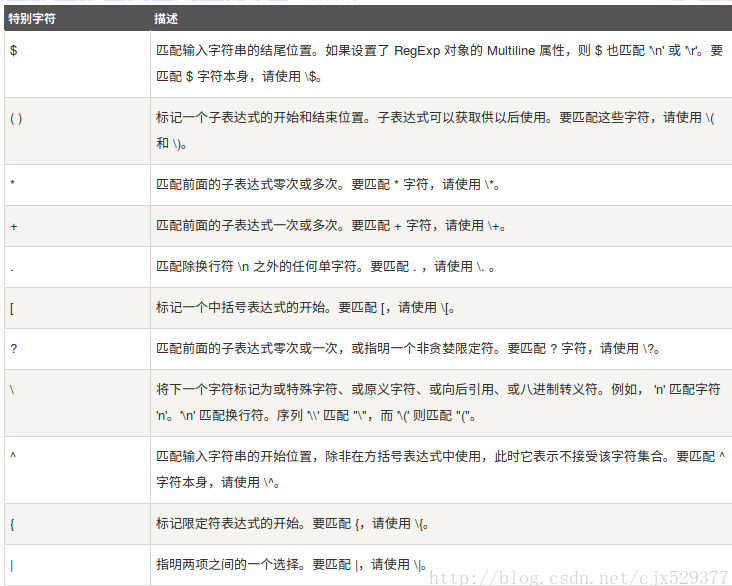 特别字符 描述
$ 匹配输入字符串的结尾位置。如果设置了 RegExp 对象的 Multiline 属性，则 $ 也匹配 '\n' 或 '\r'。要
匹配 $ 字符本身，请使用 \$。
( ) 标记一个子表达式的开始和结束位置。子表达式可以获取供以后使用。要匹配这些字符，请使用 \(
和 \)。
* 匹配前面的子表达式零次或多次。要匹配 * 字符，请使用 \*。
+ 匹配前面的子表达式一次或多次。要匹配 + 字符，请使用 \+。
. 匹配除换行符 \n 之外的任何单字符。要匹配 . ，请使用 \. 。
[ 标记一个中括号表达式的开始。要匹配 [，请使用 \[。
? 匹配前面的子表达式零次或一次，或指明一个非贪婪限定符。要匹配 ? 字符，请使用 \?。
\ 将下一个字符标记为或特殊字符、或原义字符、或向后引用、或八进制转义符。例如， 'n' 匹配字符
'n'。'\n' 匹配换行符。序列 '\\' 匹配 "\"，而 '\(' 则匹配 "("。
^ 匹配输入字符串的开始位置，除非在方括号表达式中使用，此时它表示不接受该字符集合。要匹配 ^
字符本身，请使用 \^。
{ 标记限定符表达式的开始。要匹配 {，请使用 \{。
| 指明两项之间的一个选择。要匹配 |，请使用 \|。
http://blog.csdn.net/cjx529377